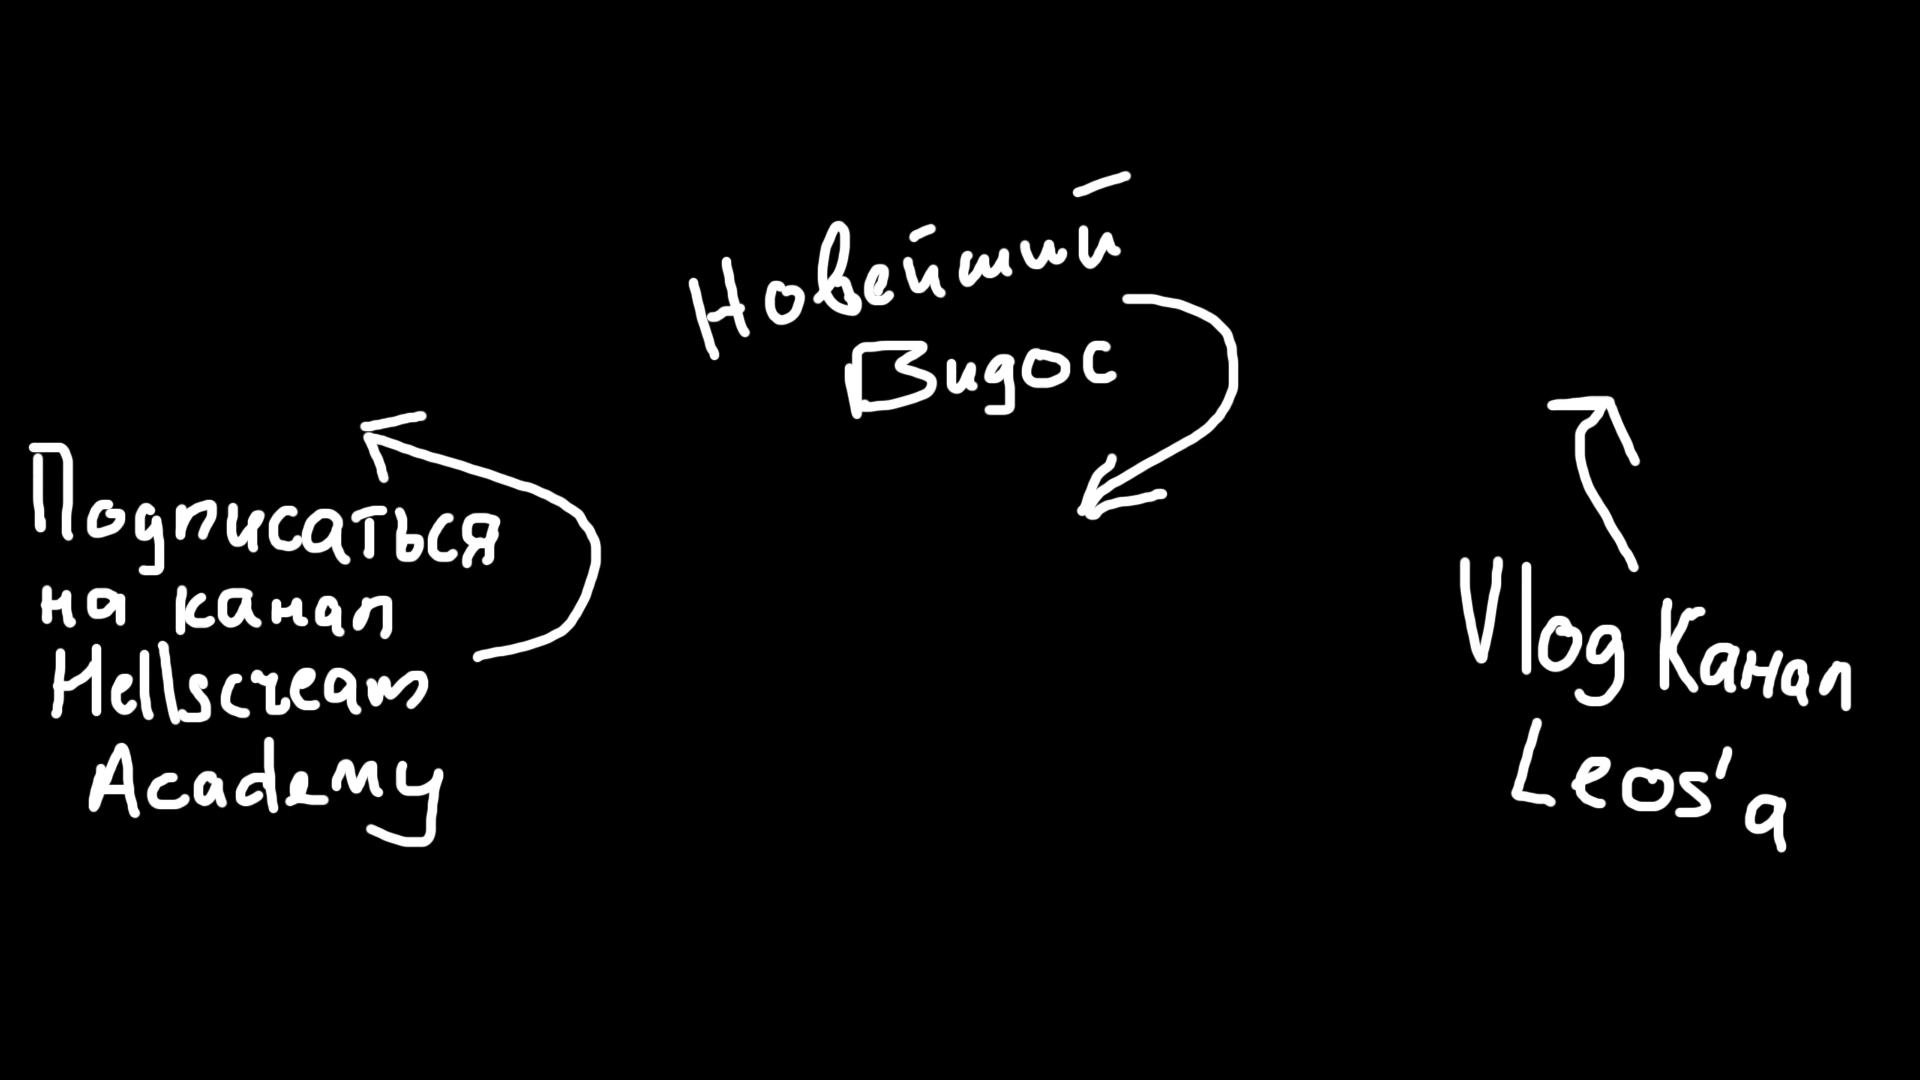 Новейший
Видос
Подписаться
на канал
Hellscream
Academy
Vlog Канал
Leos'а